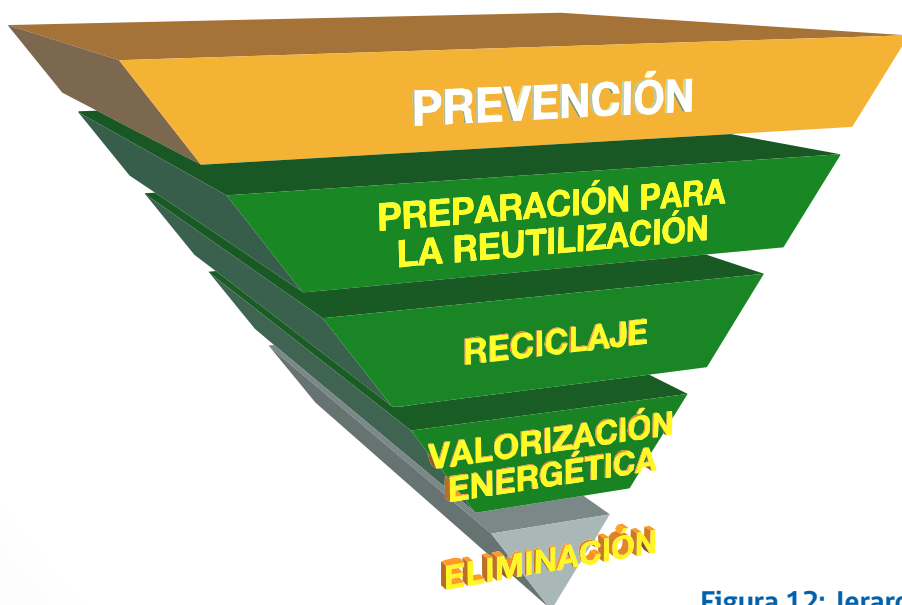 PREVENCIÓN
PREPARACIÓN PARA
LA REUTILIZACIÓN
RECICLAJE
VALORIZACIÓN
ENERGÉTICA
ELIMINACIÓN
Figura 12: